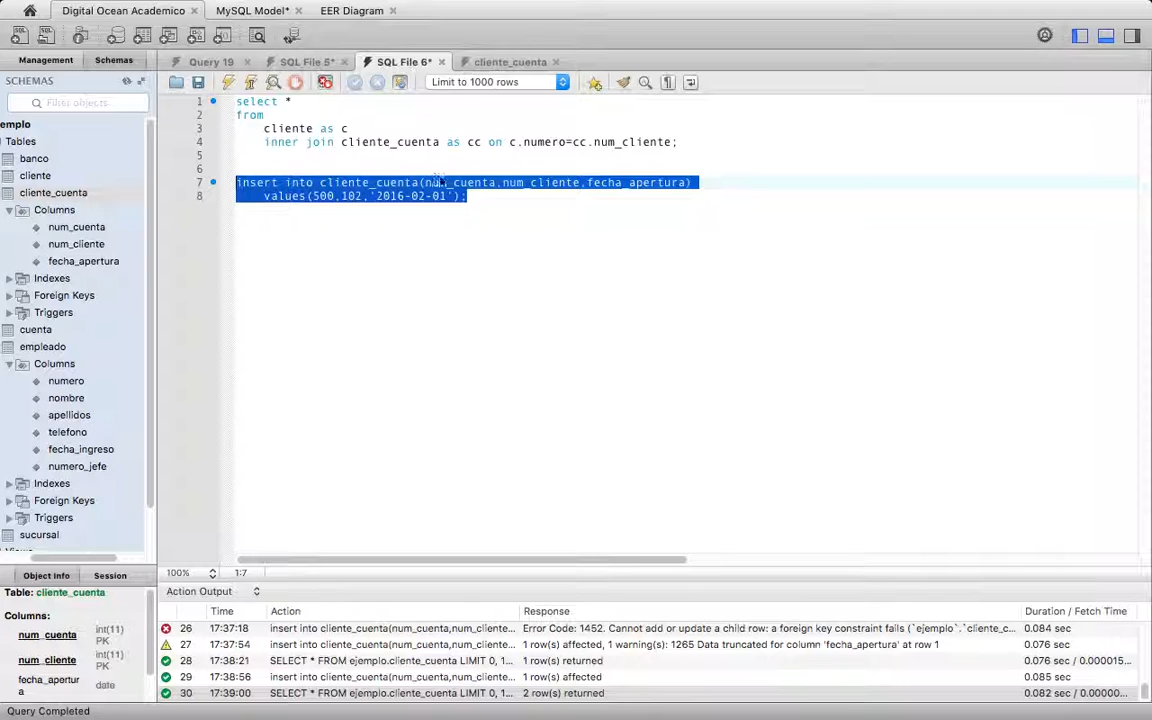 Digital Ocean Academico
MySQL Model*
EER Diagram
Management
Schemas
Query 19
SQL File 5*
SQL File 6*
cliente_cuenta
SCHEMAS
Limit to 1000 rows
Filter objects
emplo
Tables
banco
cliente
cliente_cuenta
Columns
num_cuenta
num_cliente
fecha_apertura
Indexes
Foreign Keys
Triggers
cuenta
empleado
Columns
numero
nombre
apellidos
telefono
fecha_ingreso
numero_jefe
Indexes
Foreign Keys
Triggers
sucursal
1 select *
2 from
3 cliente as c
4 inner join cliente_cuenta as cc on c.numero=cc.num_cliente;
5
6
7 insert into cliente_cuenta(num_cuenta,num_cliente,fecha_apertura)
8 values(500,102,'2016-02-01');
100%
1:7
Object Info
Session
Table: cliente_cuenta
Columns:
num_cuenta int(11)
PK
num_cliente int(11)
PK
fecha_apertur date
a
Action Output
Time Action Response Duration / Fetch Time
26 17:37:18 insert into cliente_cuenta(num_cuenta,num_cliente... Error Code: 1452. Cannot add or update a child row: a foreign key constraint fails (`ejemplo`.`cliente_c... 0.084 sec
27 17:37:54 insert into cliente_cuenta(num_cuenta,num_cliente... 1 row(s) affected, 1 warning(s): 1265 Data truncated for column 'fecha_apertura' at row 1 0.076 sec
28 17:38:21 SELECT * FROM ejemplo.cliente_cuenta LIMIT 0, 1... 1 row(s) returned 0.076 sec / 0.000015...
29 17:38:56 insert into cliente_cuenta(num_cuenta,num_cliente... 1 row(s) affected 0.085 sec
30 17:39:00 SELECT * FROM ejemplo.cliente_cuenta LIMIT 0, 1... 2 row(s) returned 0.082 sec / 0.00000...
Query Completed